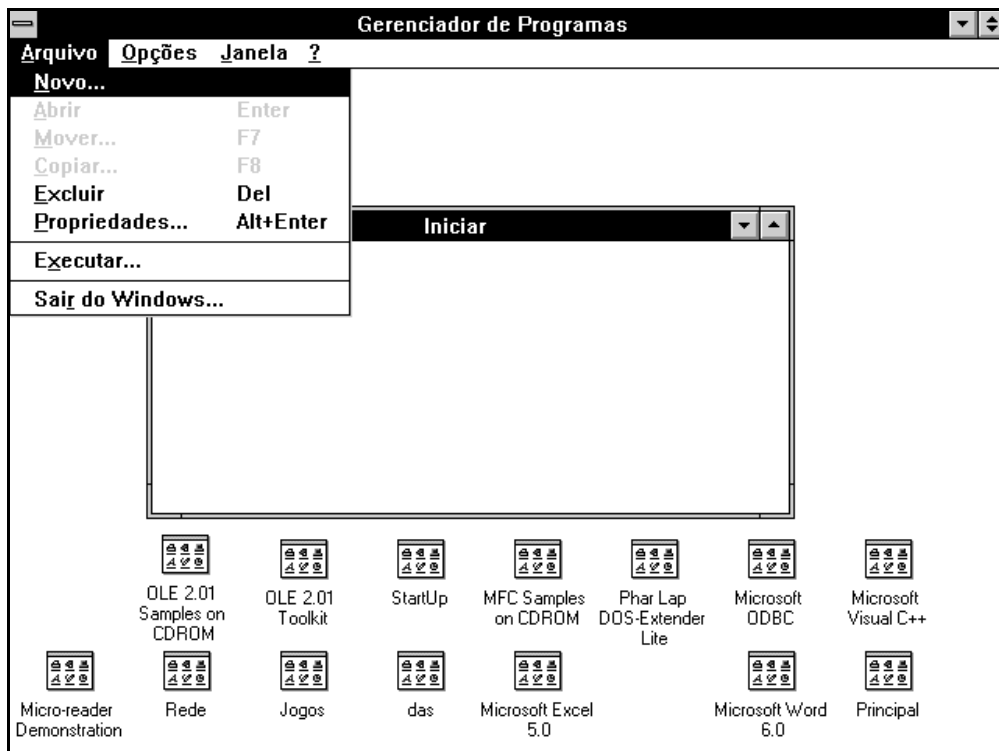 Gerenciador de Programas
Arquivo Opções Janela ?
Novo...
Abrir Enter
Mover... F7
Copiar... F8
Excluir Del
Propriedades... Alt+Enter
Executar...
Sair do Windows...
Iniciar
OLE 2.01
Samples on
CDROM
OLE 2.01
Toolkit
StartUp
MFC Samples
on CDROM
Phar Lap
DOS-Extender
Lite
Microsoft
ODBC
Microsoft
Visual C++
Micro-reader
Demonstration
Rede
Jogos
das
Microsoft Excel
5.0
Microsoft Word
6.0
Principal